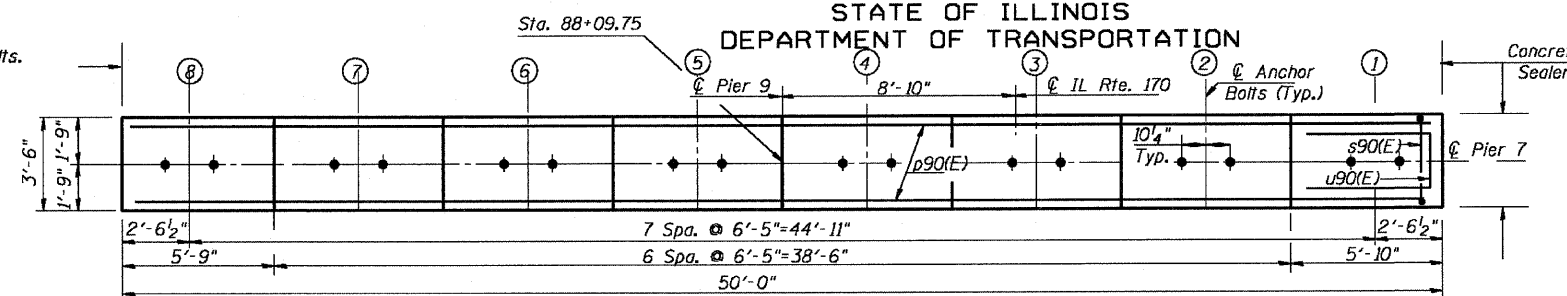 STATE OF ILLINOIS
DEPARTMENT OF TRANSPORTATION
Sta. 88+09.75
lts.
8
7
6
5
4
3
2
1
℄ Pier 9
8'-10"
℄ IL Rte. 170
℄ Anchor
Bolts (Typ.)
Concre
Sealer
3'-6"
1'-9"
1'-9"
10¼"
Typ.
p90(E)
s90(E)
u90(E)
℄ Pier 7
2'-6½"
7 Spa. @ 6'-5"=44'-11"
2'-6½"
5'-9"
6 Spa. @ 6'-5"=38'-6"
5'-10"
50'-0"